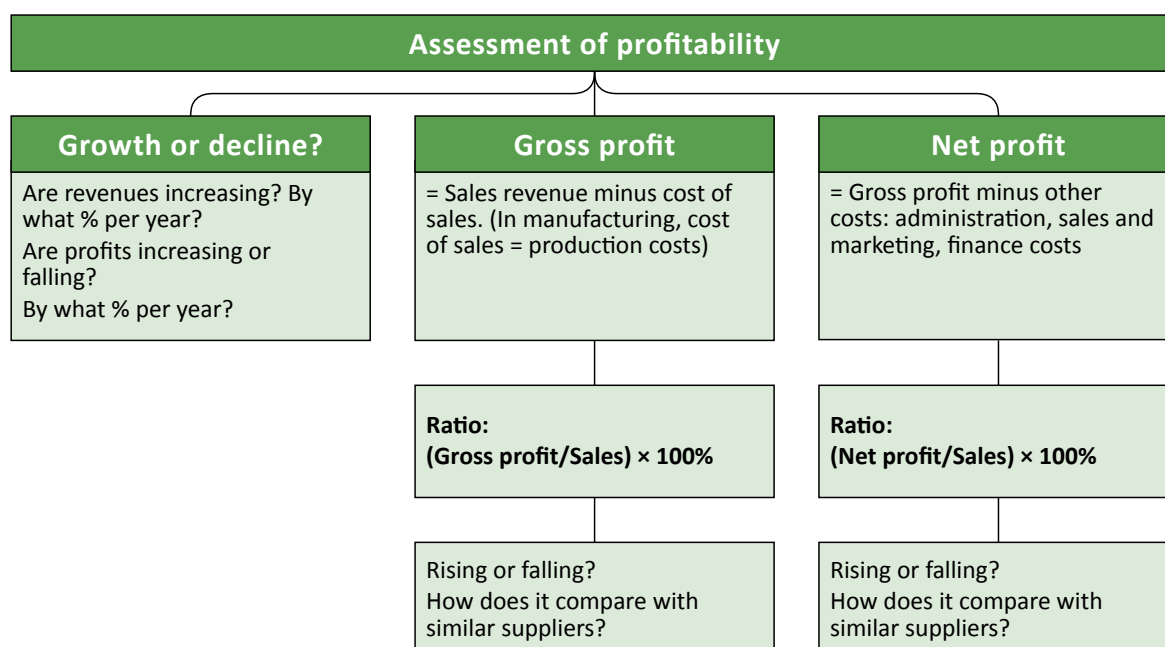 Assessment of profitability
Growth or decline?
Are revenues increasing? By
what % per year?
Are profits increasing or
falling?
By what % per year?
Gross profit
= Sales revenue minus cost of
sales. (In manufacturing, cost
of sales = production costs)
Ratio:
(Gross profit/Sales) × 100%
Rising or falling?
How does it compare with
similar suppliers?
Net profit
= Gross profit minus other
costs: administration, sales and
marketing, finance costs
Ratio:
(Net profit/Sales) × 100%
Rising or falling?
How does it compare with
similar suppliers?